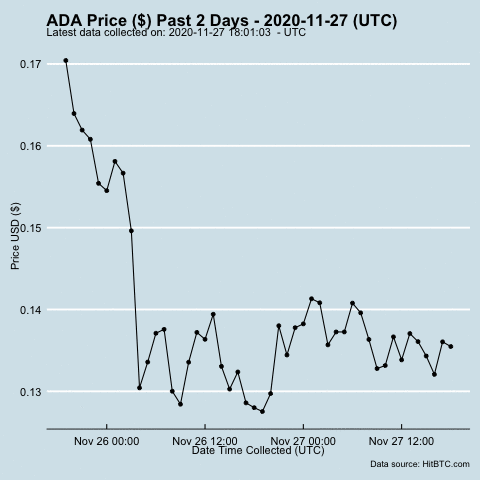 ADA Price ($) Past 2 Days - 2020-11-27 (UTC)
Latest data collected on: 2020-11-27 18:01:03 - UTC
0.17
0.16
0.15
0.14
0.13
Price USD ($)
Nov 26 00:00 Nov 26 12:00 Nov 27 00:00 Nov 27 12:00
Date Time Collected (UTC)
Data source: HitBTC.com